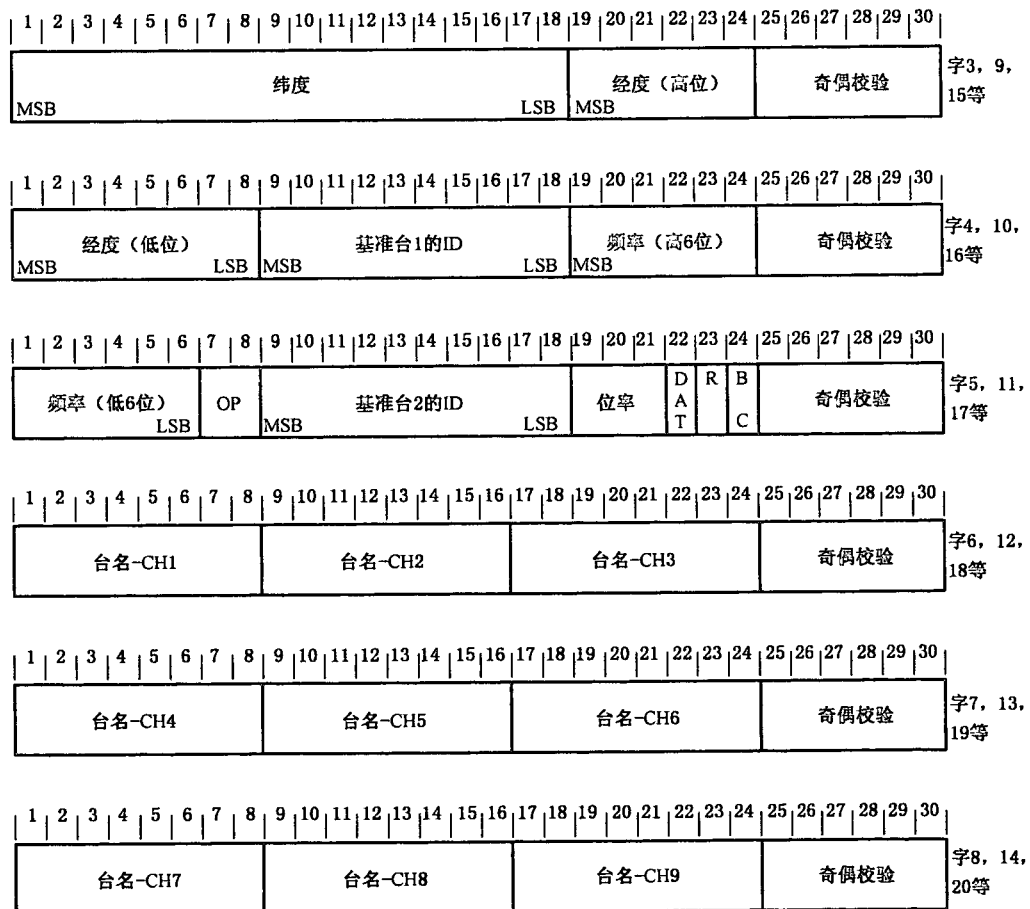 1 2 3 4 5 6 7 8 9 10 11 12 13 14 15 16 17 18 19 20 21 22 23 24 25 26 27 28 29 30
纬度 经度（高位） 奇偶校验 字3，9，
MSB LSB MSB 15等
1 2 3 4 5 6 7 8 9 10 11 12 13 14 15 16 17 18 19 20 21 22 23 24 25 26 27 28 29 30
经度（低位） 基准台1的ID 频率（高6位） 奇偶校验 字4，10，
MSB LSB MSB LSB MSB 16等
1 2 3 4 5 6 7 8 9 10 11 12 13 14 15 16 17 18 19 20 21 22 23 24 25 26 27 28 29 30
频率（低6位） OP 基准台2的ID 位率 DAT R BC 奇偶校验 字5，11，
LSB MSB LSB 17等
1 2 3 4 5 6 7 8 9 10 11 12 13 14 15 16 17 18 19 20 21 22 23 24 25 26 27 28 29 30
台名-CH1 台名-CH2 台名-CH3 奇偶校验 字6，12，
18等
1 2 3 4 5 6 7 8 9 10 11 12 13 14 15 16 17 18 19 20 21 22 23 24 25 26 27 28 29 30
台名-CH4 台名-CH5 台名-CH6 奇偶校验 字7，13，
19等
1 2 3 4 5 6 7 8 9 10 11 12 13 14 15 16 17 18 19 20 21 22 23 24 25 26 27 28 29 30
台名-CH7 台名-CH8 台名-CH9 奇偶校验 字8，14，
20等